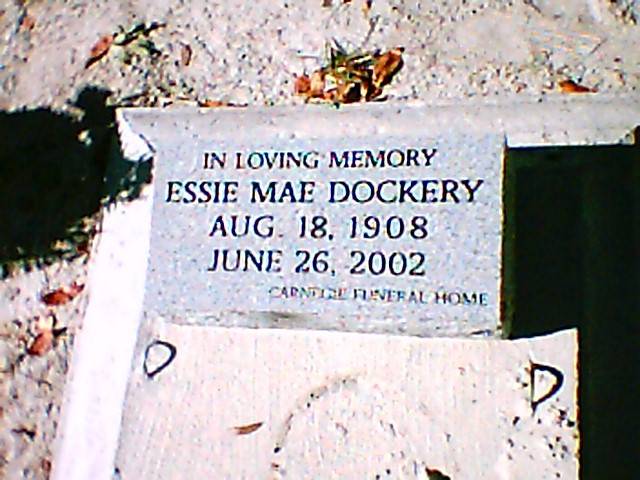 IN LOVING MEMORY
ESSIE MAE DOCKERY
AUG. 18, 1908
JUNE 26, 2002
CARNEGIE FUNERAL HOME
D D